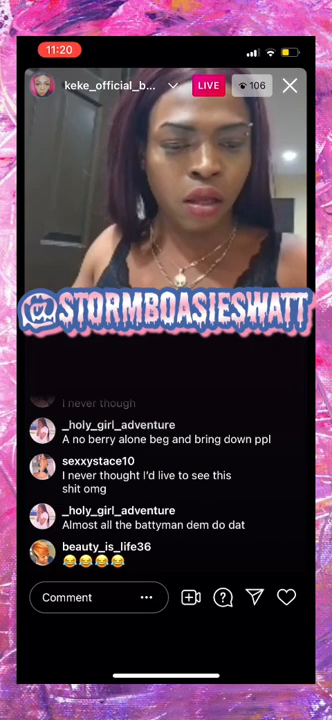 11:20
keke_official_b...
LIVE
106
@STORMBOASIESWATT
I never though
_holy_girl_adventure
A no berry alone beg and bring down ppl
sexxystace10
I never thought I'd live to see this
shit omg
_holy_girl_adventure
Almost all the battyman dem do dat
beauty_is_life36
😂😂😂😂
Comment